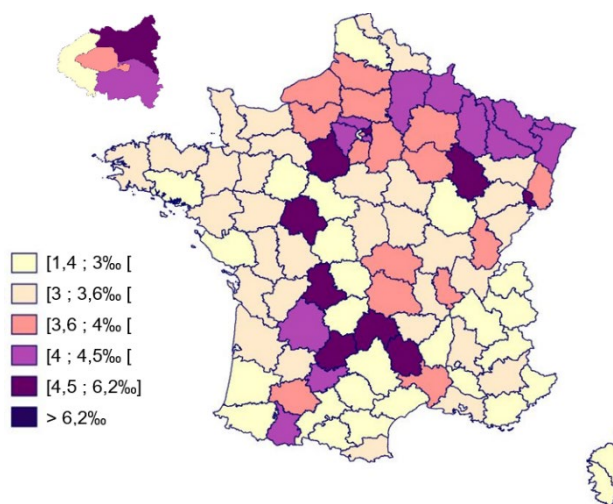 [1,4 ; 3‰ [
[3 ; 3,6‰ [
[3,6 ; 4‰ [
[4 ; 4,5‰ [
[4,5 ; 6,2‰]
> 6,2‰